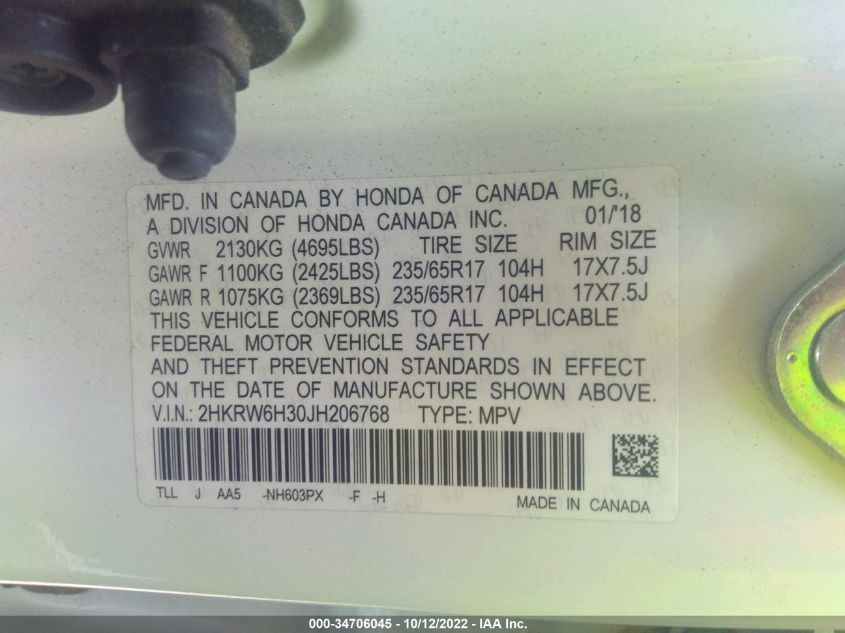 MFD. IN CANADA BY HONDA OF CANADA MFG.,
A DIVISION OF HONDA CANADA INC. 01/'18
GVWR 2130KG (4695LBS) TIRE SIZE RIM SIZE
GAWR F 1100KG (2425LBS) 235/65R17 104H 17X7.5J
GAWR R 1075KG (2369LBS) 235/65R17 104H 17X7.5J
THIS VEHICLE CONFORMS TO ALL APPLICABLE
FEDERAL MOTOR VEHICLE SAFETY
AND THEFT PREVENTION STANDARDS IN EFFECT
ON THE DATE OF MANUFACTURE SHOWN ABOVE.
V.I.N.: 2HKRW6H30JH206768 TYPE: MPV
TLL J AA5 -NH603PX -F -H
MADE IN CANADA
000-34706045 - 10/12/2022 - IAA Inc.